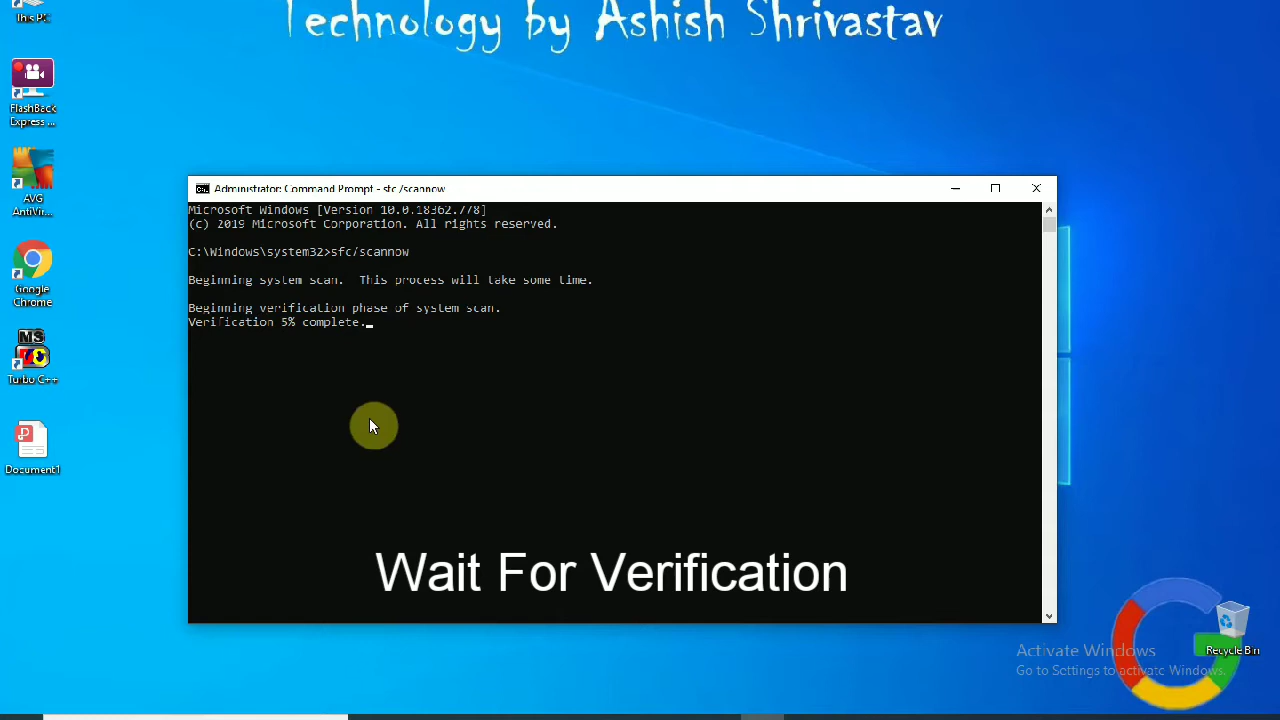 Technology by Ashish Shrivastav
This PC
FlashBack
Express ...
AVG
AntiVir...
Google
Chrome
MS
Turbo C++
Document1
Administrator: Command Prompt - sfc /scannow
Microsoft Windows [Version 10.0.18362.778]
(c) 2019 Microsoft Corporation. All rights reserved.
C:\Windows\system32>sfc/scannow
Beginning system scan.  This process will take some time.
Beginning verification phase of system scan.
Verification 5% complete.
Wait For Verification
Activate Windows
Go to Settings to activate Windows.
Recycle Bin